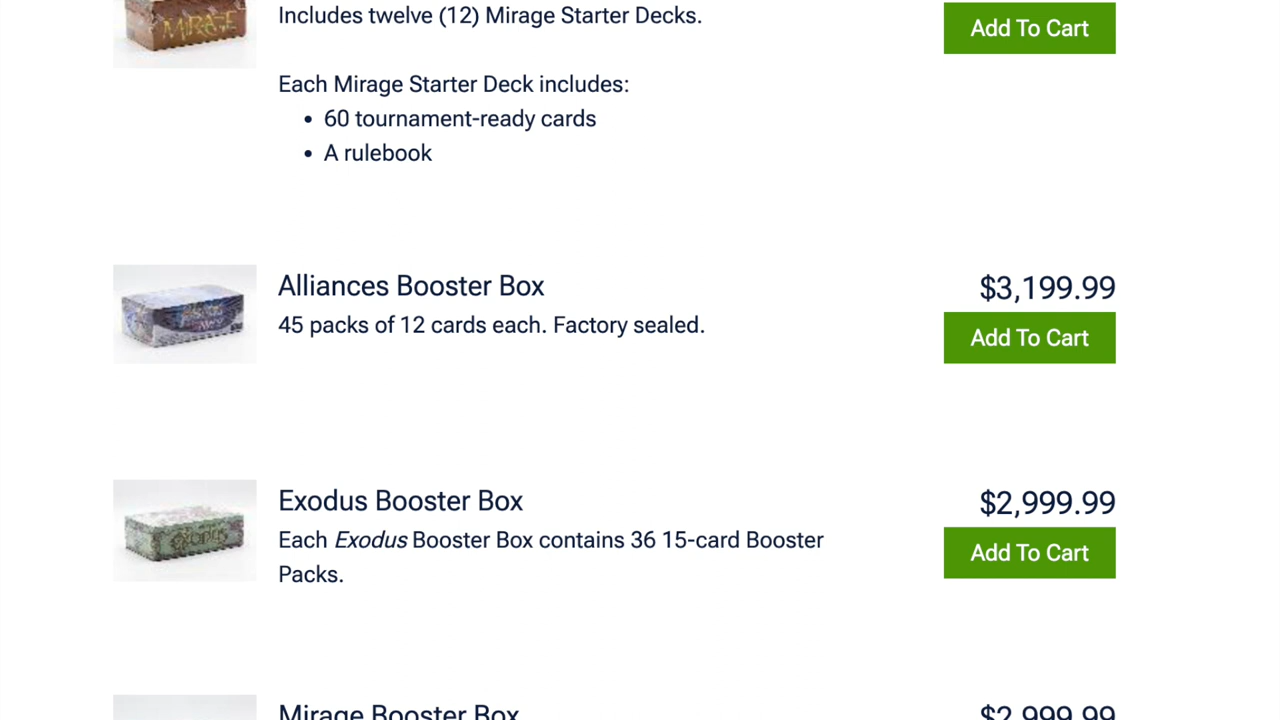 MIRAGE
Includes twelve (12) Mirage Starter Decks.
Add To Cart
Each Mirage Starter Deck includes:
• 60 tournament-ready cards
• A rulebook
Alliances Booster Box
$3,199.99
45 packs of 12 cards each. Factory sealed.
Add To Cart
Exodus Booster Box
$2,999.99
EXODUS
Each Exodus Booster Box contains 36 15-card Booster
Packs.
Add To Cart
Mirage Booster Box
$2,999.99